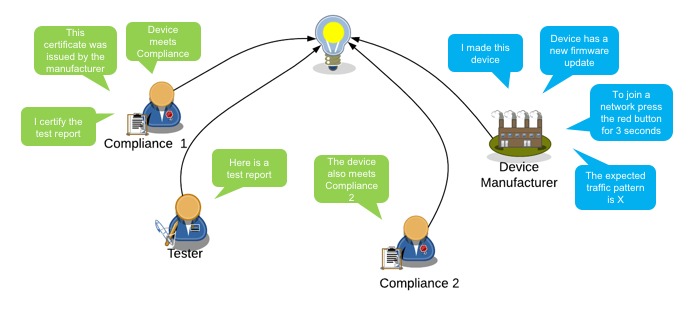 This
certificate was
issued by the
manufacturer
Device
meets
Compliance
I certify the
test report
Compliance  1
Here is a
test report
Tester
The device
also meets
Compliance
2
Compliance 2
I made this
device
Device has a
new firmware
update
To join a
network press
the red button
for 3 seconds
The expected
traffic pattern
is X
Device
Manufacturer